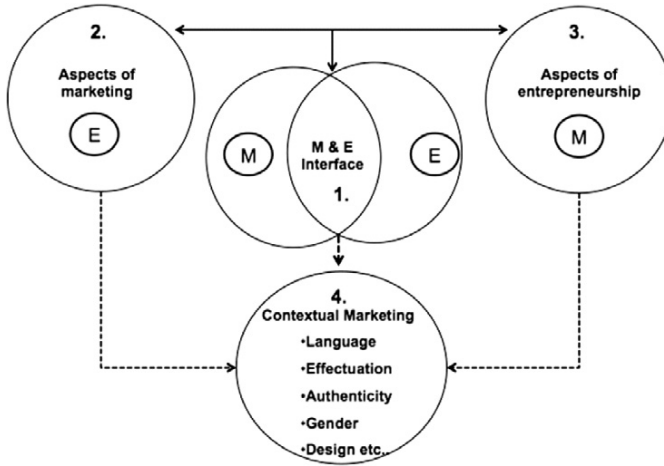 2.
Aspects of
marketing
E
3.
Aspects of
entrepreneurship
M
M
M & E
Interface
1.
E
4.
Contextual Marketing
•Language
•Effectuation
•Authenticity
•Gender
•Design etc..